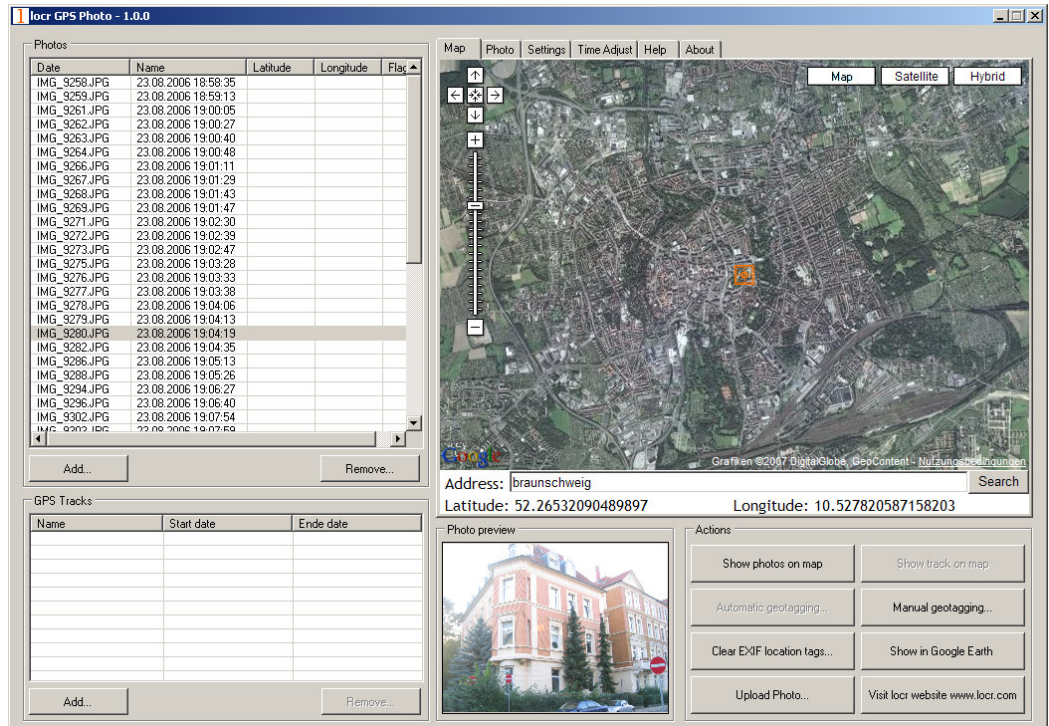 locr GPS Photo - 1.0.0
Photos
Date Name Latitude Longitude Flag
IMG_9258.JPG 23.08.2006 18:58:35
IMG_9259.JPG 23.08.2006 18:59:13
IMG_9261.JPG 23.08.2006 19:00:05
IMG_9262.JPG 23.08.2006 19:00:27
IMG_9263.JPG 23.08.2006 19:00:40
IMG_9264.JPG 23.08.2006 19:00:48
IMG_9266.JPG 23.08.2006 19:01:11
IMG_9267.JPG 23.08.2006 19:01:29
IMG_9268.JPG 23.08.2006 19:01:43
IMG_9269.JPG 23.08.2006 19:01:47
IMG_9271.JPG 23.08.2006 19:02:30
IMG_9272.JPG 23.08.2006 19:02:39
IMG_9273.JPG 23.08.2006 19:02:47
IMG_9275.JPG 23.08.2006 19:03:28
IMG_9276.JPG 23.08.2006 19:03:33
IMG_9277.JPG 23.08.2006 19:03:38
IMG_9278.JPG 23.08.2006 19:04:06
IMG_9279.JPG 23.08.2006 19:04:13
IMG_9280.JPG 23.08.2006 19:04:19
IMG_9282.JPG 23.08.2006 19:04:35
IMG_9286.JPG 23.08.2006 19:05:13
IMG_9288.JPG 23.08.2006 19:05:26
IMG_9294.JPG 23.08.2006 19:06:27
IMG_9296.JPG 23.08.2006 19:06:40
IMG_9302.JPG 23.08.2006 19:07:54
IMG_9303.JPG 23.08.2006 19:07:59
Add... Remove...
GPS Tracks
Name Start date Ende date
Add... Remove...
Map Photo Settings Time Adjust Help About
Map Satellite Hybrid
Google
Grafiken ©2007 DigitalGlobe, GeoContent - Nutzungsbedingungen
Address: braunschweig Search
Latitude: 52.26532090489897 Longitude: 10.527820587158203
Photo preview
Actions
Show photos on map Show track on map
Automatic geotagging... Manual geotagging...
Clear EXIF location tags... Show in Google Earth
Upload Photo... Visit locr website www.locr.com